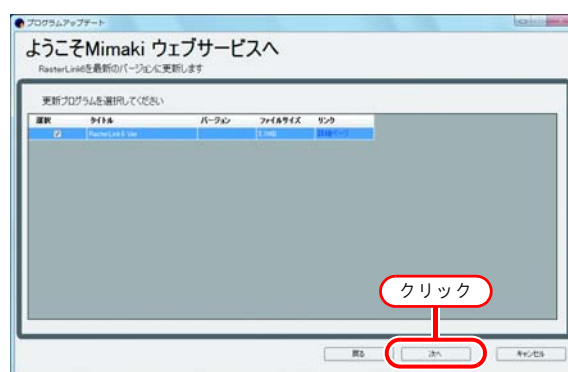 プログラムアップデート
ようこそMimaki ウェブサービスへ
RasterLink6を最新のバージョンに更新します
更新プログラムを選択してください
選択 タイトル バージョン ファイルサイズ リンク
RasterLink6 Ver 詳細ページ
クリック
戻る 次へ キャンセル